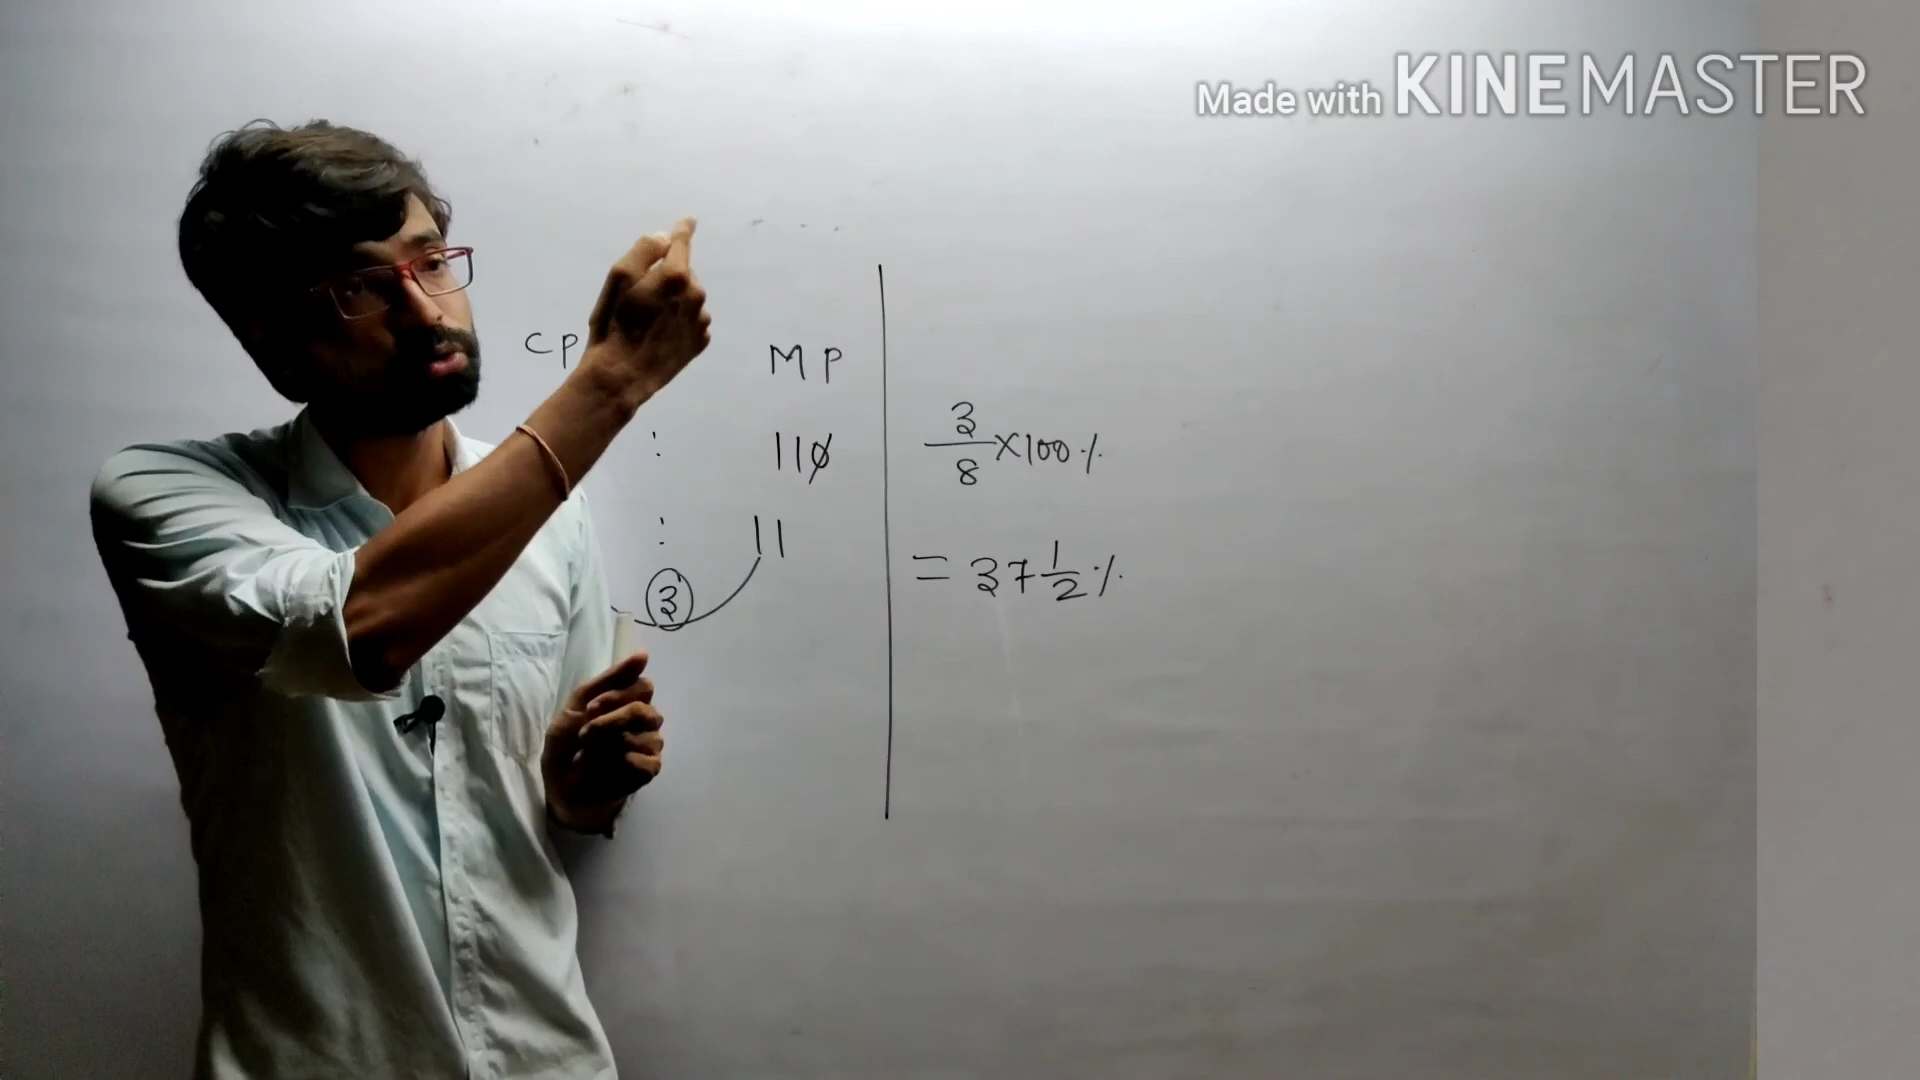 Made with KINEMASTER
CP MP
: 110
: 11
3
3/8 × 100%
= 37 1/2 %